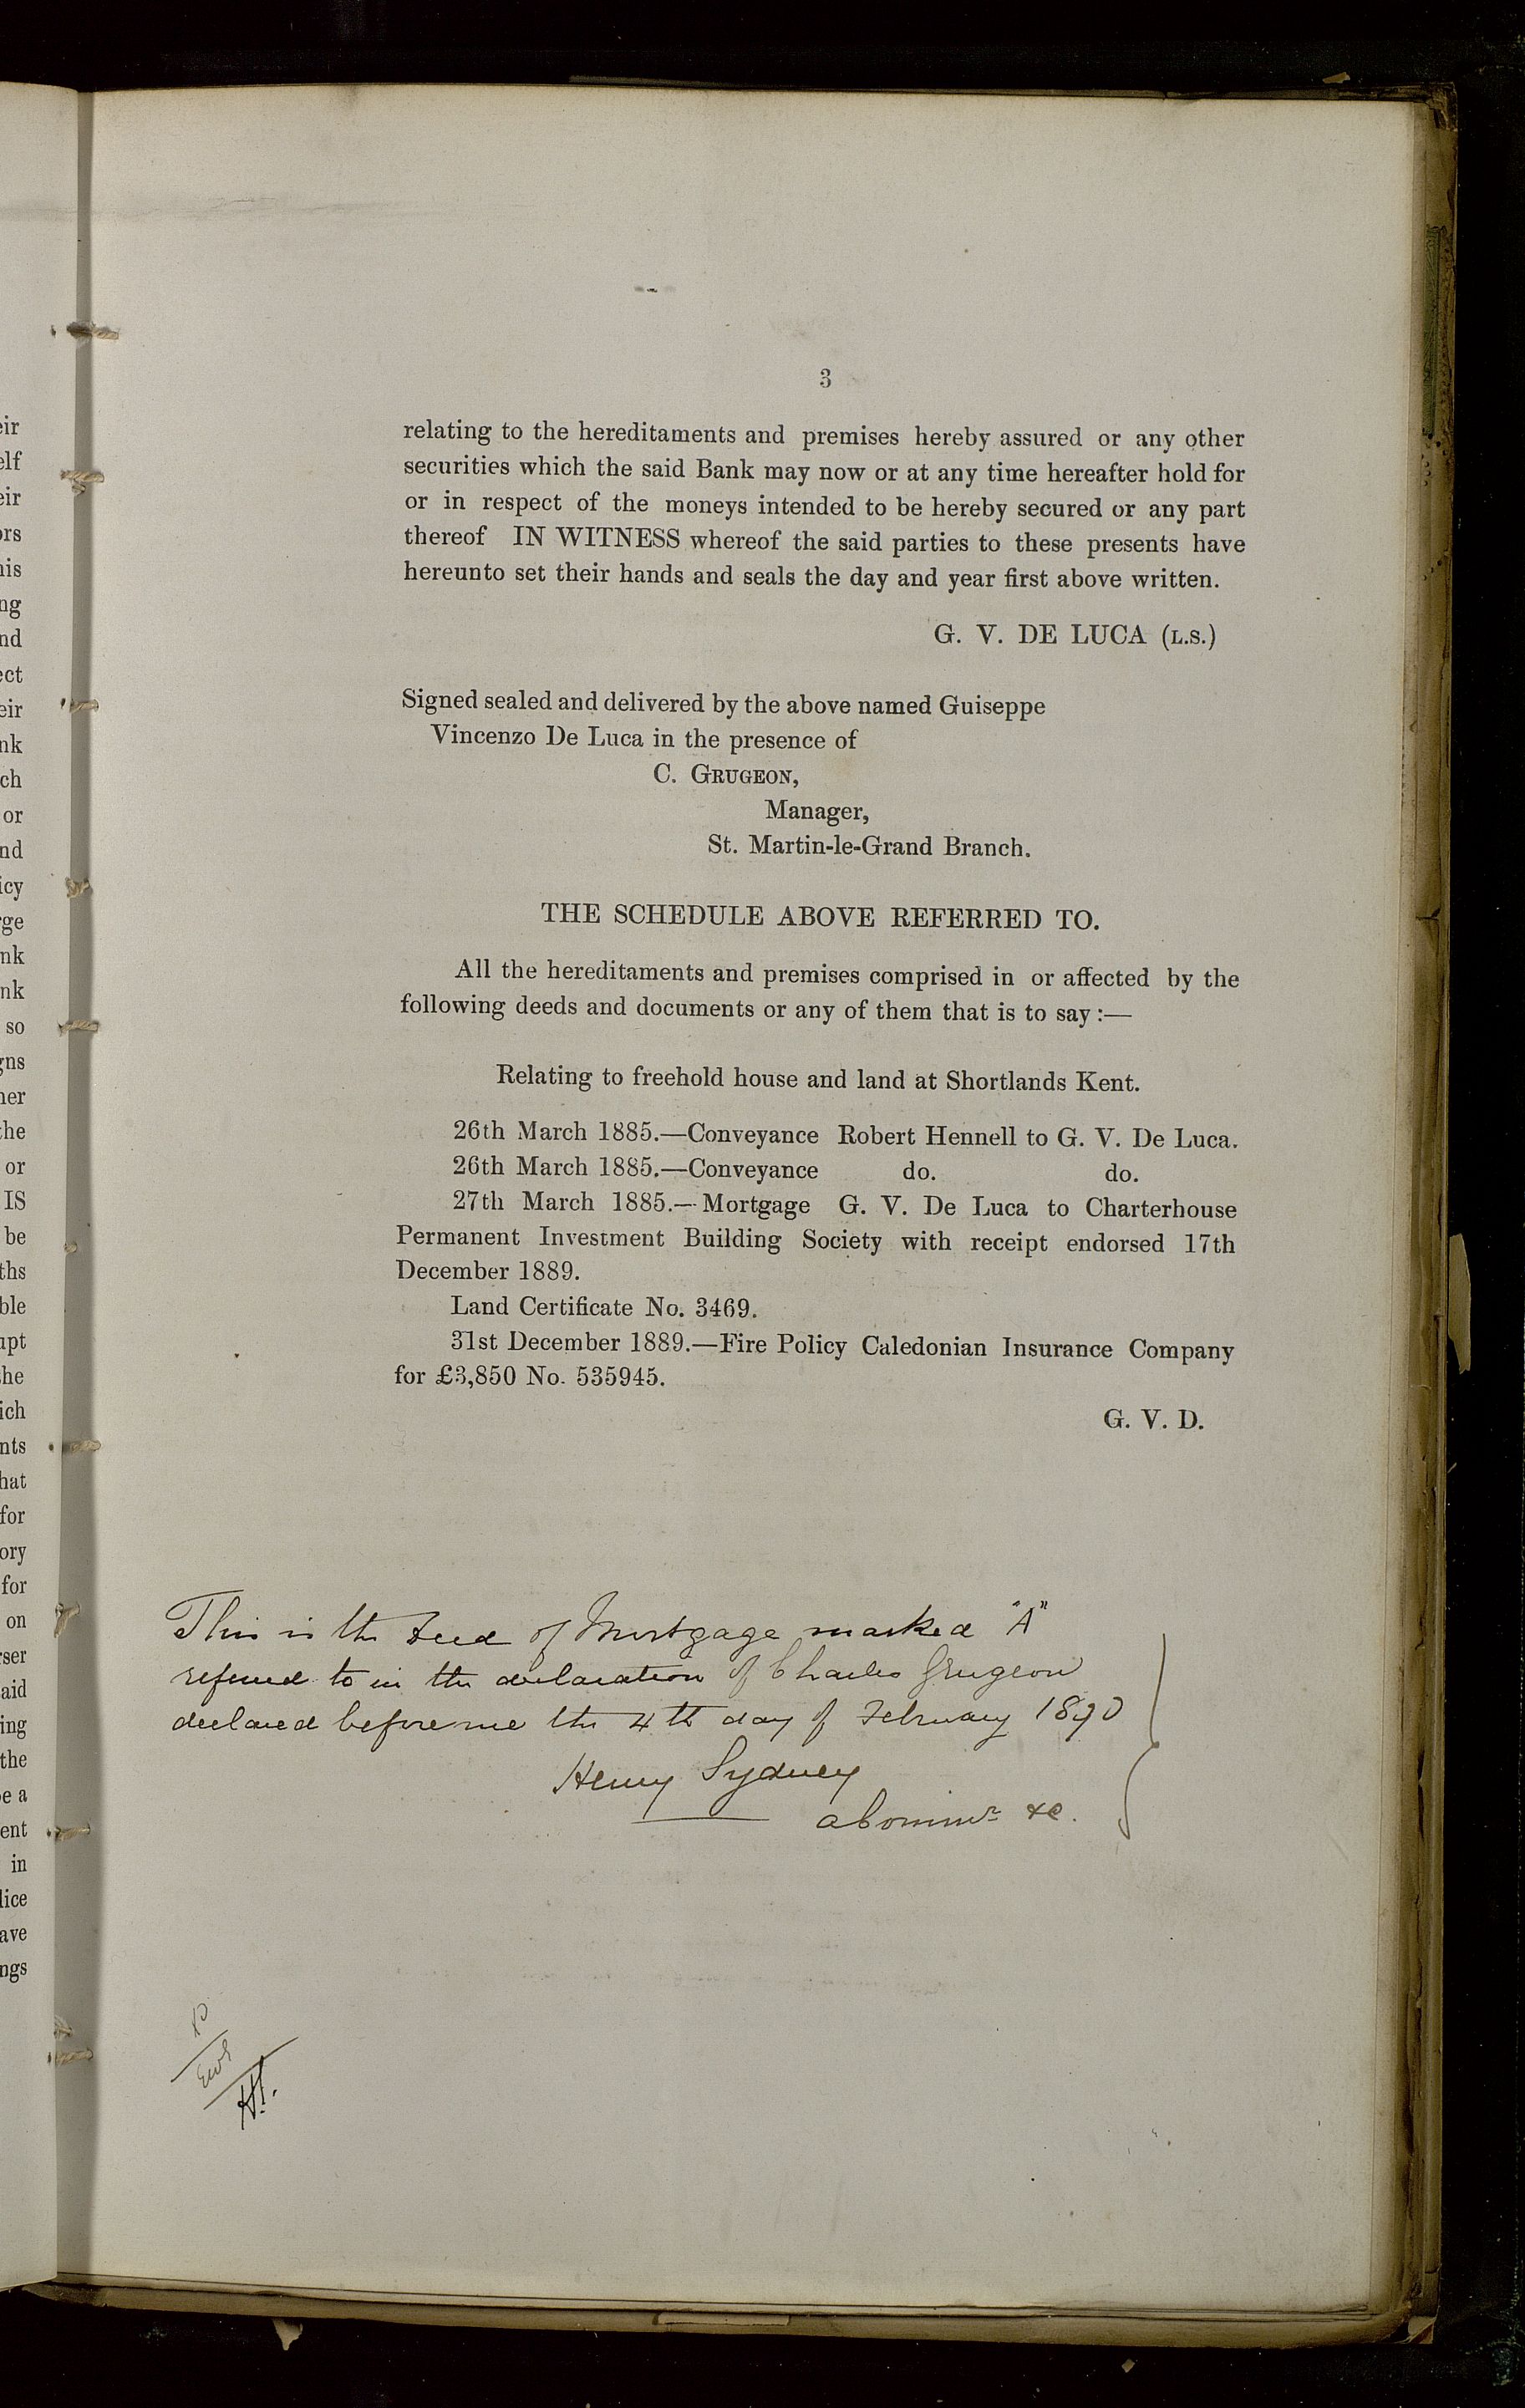 3
relating to the hereditaments and premises hereby assured or any other
securities which the said Bank may now or at any time hereafter hold for
or in respect of the moneys intended to be hereby secured or any part
thereof IN WITNESS whereof the said parties to these presents have
hereunto set their hands and seals the day and year first above written.
G. V. DE LUCA (L.S.)
Signed sealed and delivered by the above named Guiseppe
Vincenzo De Luca in the presence of
C. GRUGEON,
Manager,
St. Martin-le-Grand Branch.
THE SCHEDULE ABOVE REFERRED TO.
All the hereditaments and premises comprised in or affected by the
following deeds and documents or any of them that is to say :—
Relating to freehold house and land at Shortlands Kent.
26th March 1885.—Conveyance Robert Hennell to G. V. De Luca.
26th March 1885.—Conveyance do. do.
27th March 1885.—Mortgage G. V. De Luca to Charterhouse
Permanent Investment Building Society with receipt endorsed 17th
December 1889.
Land Certificate No. 3469.
31st December 1889.—Fire Policy Caledonian Insurance Company
for £3,850 No. 535945.
G. V. D.
This is the Deed of Mortgage marked "A"
referred to in the declaration of Charles Grugeon
declared before me the 4th day of February 1890
Henry Sydney
a Commr &c.